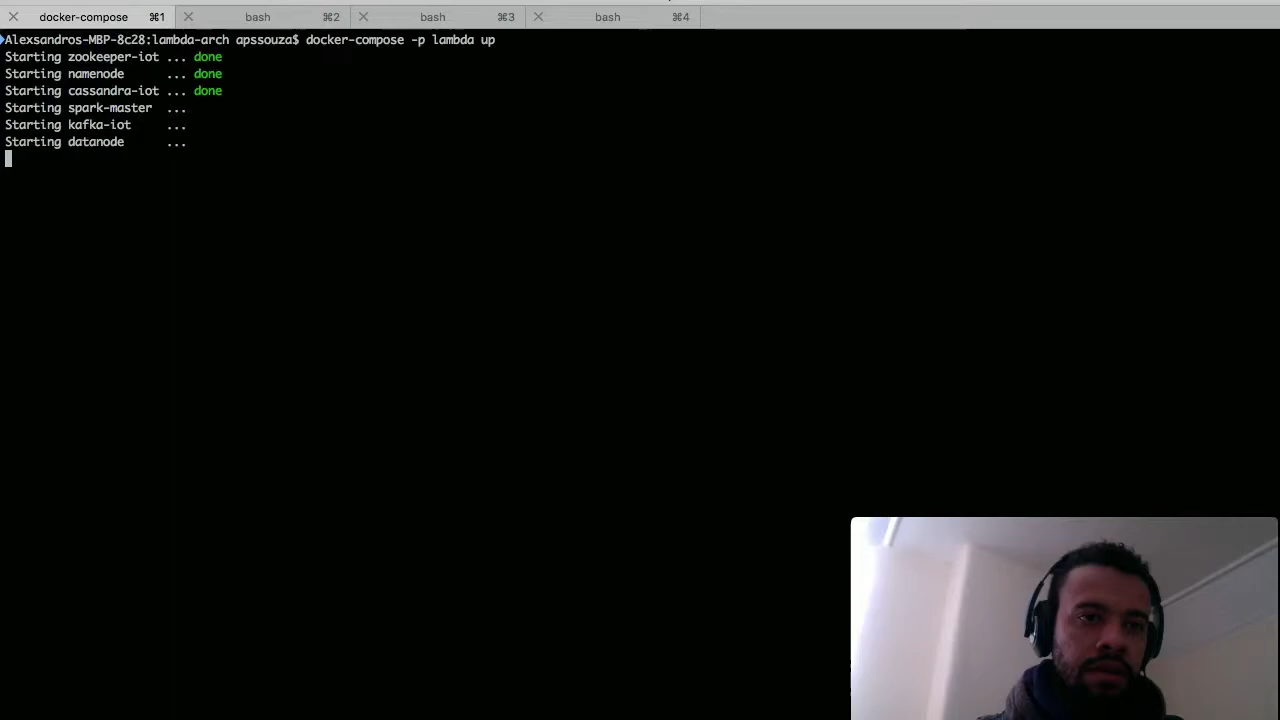 docker-compose ⌘1 bash ⌘2 bash ⌘3 bash ⌘4
Alexsandros-MBP-8c28:lambda-arch apssouza$ docker-compose -p lambda up
Starting zookeeper-iot ... done
Starting namenode ... done
Starting cassandra-iot ... done
Starting spark-master ...
Starting kafka-iot ...
Starting datanode ...